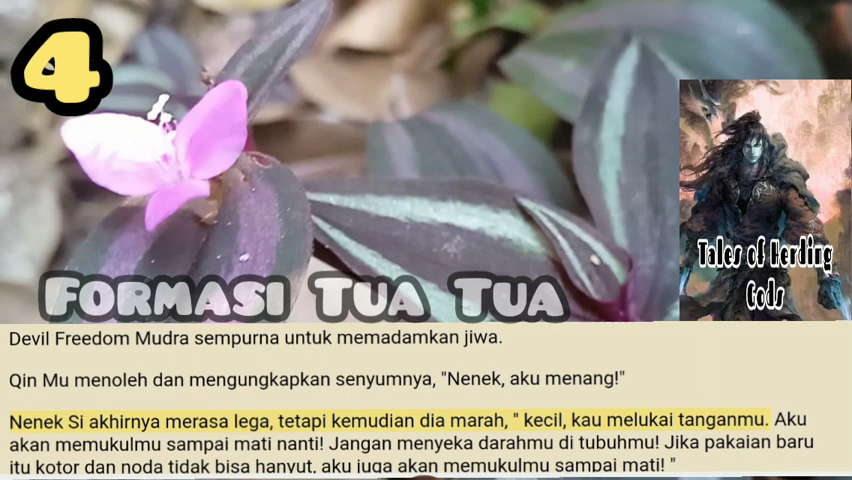 4
Tales of Herding
Gods
Formasi Tua Tua
Devil Freedom Mudra sempurna untuk memadamkan jiwa.
Qin Mu menoleh dan mengungkapkan senyumnya, "Nenek, aku menang!"
Nenek Si akhirnya merasa lega, tetapi kemudian dia marah, " kecil, kau melukai tanganmu. Aku
akan memukulmu sampai mati nanti! Jangan menyeka darahmu di tubuhmu! Jika pakaian baru
itu kotor dan noda tidak bisa hanyut, aku juga akan memukulmu sampai mati! "